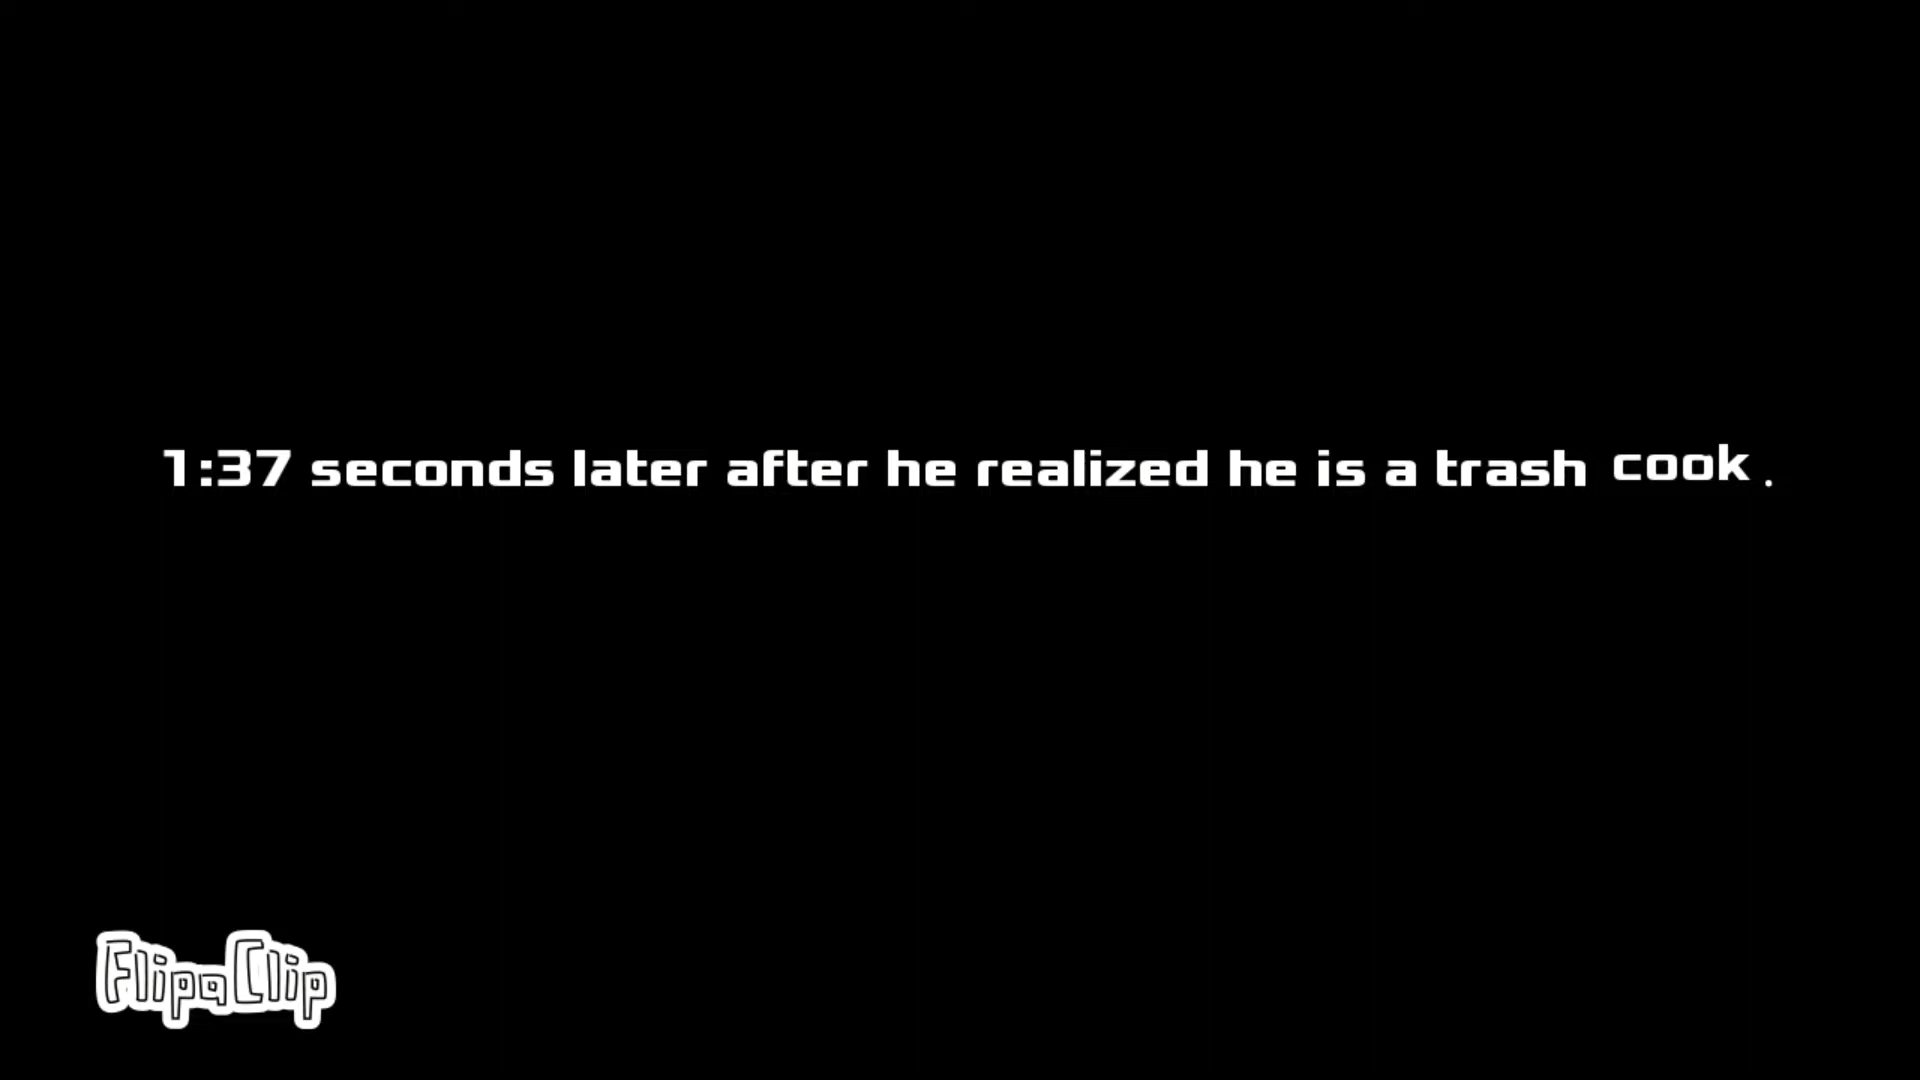 1:37 seconds later after he realized he is a trash cook .
FlipaClip